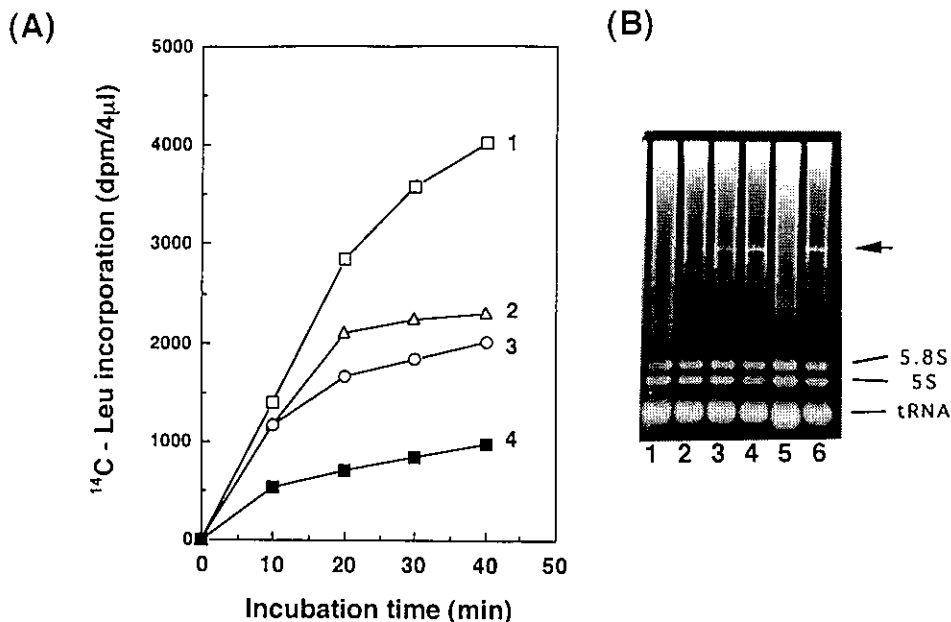 (A)
¹⁴C - Leu incorporation (dpm/4µl)
5000
4000
3000
2000
1000
0
0 10 20 30 40 50
Incubation time (min)
1
2
3
4
(B)
5.8S
5S
tRNA
1 2 3 4 5 6